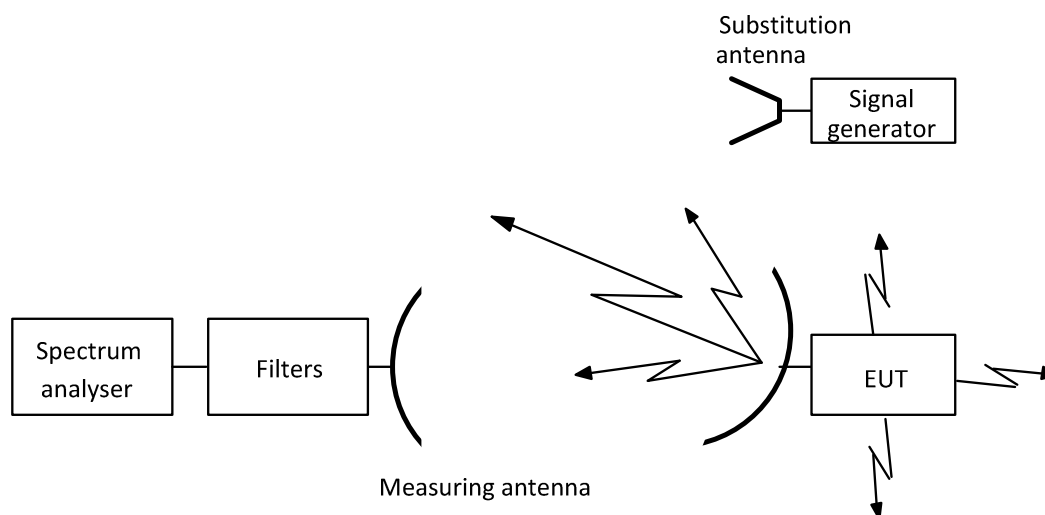 Substitution
antenna
Signal
generator
Spectrum
analyser
Filters
EUT
Measuring antenna